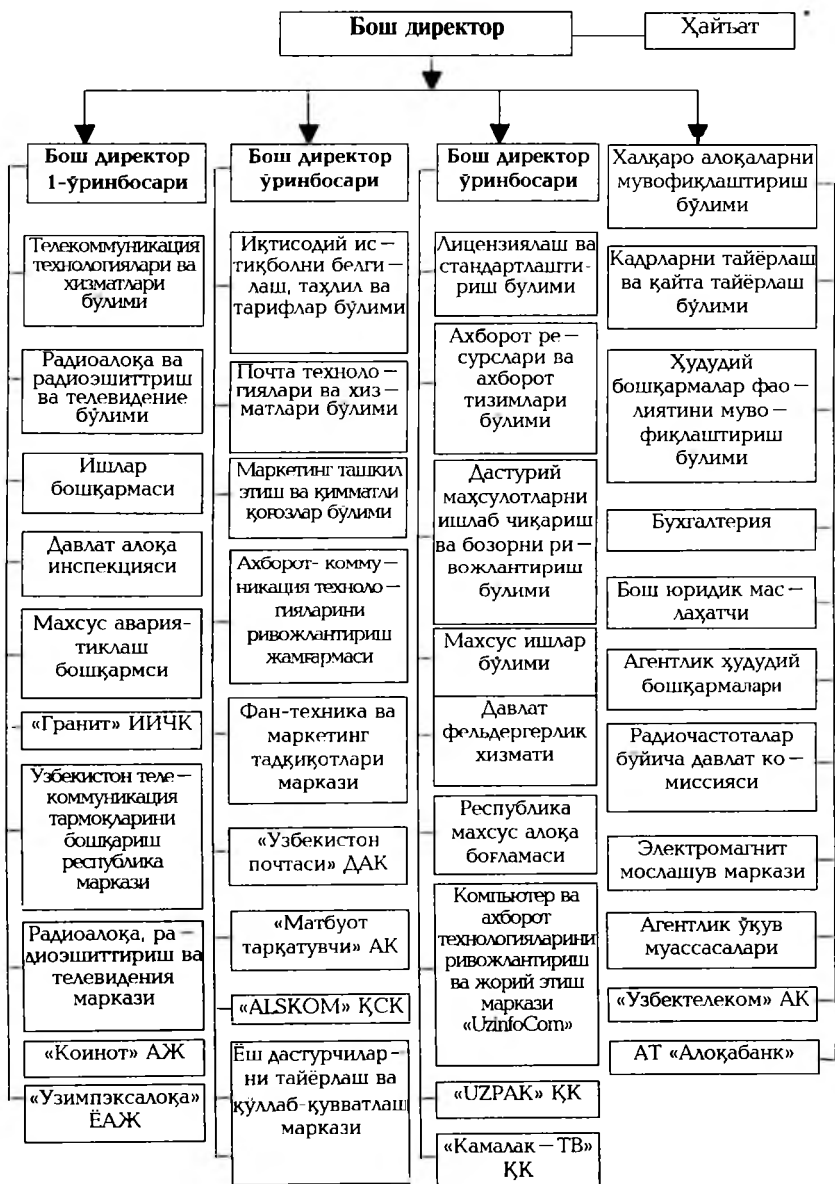 Бош директор
Ҳайъат
Бош директор
1-ўринбосари
Телекоммуникация
технологиялари ва
хизматлари
бўлими
Радиоалоқа ва
радиоэшиттриш
ва телевидение
бўлими
Ишлар
бошқармаси
Давлат алоқа
инспекцияси
Махсус авария-
тиклаш
бошқармси
«Гранит» ИИЧК
Узбекистон теле–
коммуникация
тармоқларини
бошқариш
республика
маркази
Радиоалоқа, ра–
диоэшиттириш ва
телевидения
маркази
«Коинот» АЖ
«Узимпэксалоқа»
ЁАЖ
Бош директор
ўринбосари
Иқтисодий ис–
тиқболни белги–
лаш, таҳлил ва
тарифлар бўлими
Почта техноло–
гиялари ва хиз–
матлари бўлими
Маркетинг ташкил
этиш ва қимматли
қоғозлар бўлими
Ахборот- комму–
никация техноло–
гияларини
ривожлантириш
жамғармаси
Фан-техника ва
маркетинг
тадқиқотлари
маркази
«Узбекистон
почтаси» ДАК
«Матбуот
тарқатувчи» АК
«ALSKOM» ҚСК
Ёш дастурчилар–
ни тайёрлаш ва
қўллаб-қувватлаш
маркази
Бош директор
ўринбосари
Лицензиялаш ва
стандартлашти-
риш булими
Ахборот ре–
сурслари ва
ахборот
тизимлари
булими
Дастурий
маҳсулотларни
ишлаб чиқариш
ва бозорни ри–
вожлантириш
булими
Махсус ишлар
бўлими
Давлат
фельдегерлик
хизмати
Республика
махсус алоқа
боғламаси
Компьютер ва
ахборот
технологияларини
ривожлантириш
ва жорий этиш
маркази
«UzinfoCom»
«UZPAK» ҚК
«Камалак–ТВ»
ҚК
Халқаро алоқаларни
мувофиқлаштириш
бўлими
Кадрларни тайёрлаш
ва қайта тайёрлаш
бўлими
Ҳудудий
бошқармалар фао–
лиятини муво–
фиқлаштириш
булими
Бухгалтерия
Бош юридик мас–
лаҳатчи
Агентлик ҳудудий
бошқармалари
Радиочастоталар
буйича давлат ко–
миссияси
Электромагнит
мослашув маркази
Агентлик ўқув
муассасалари
«Узбектелеком» АК
АТ «Алоқабанк»